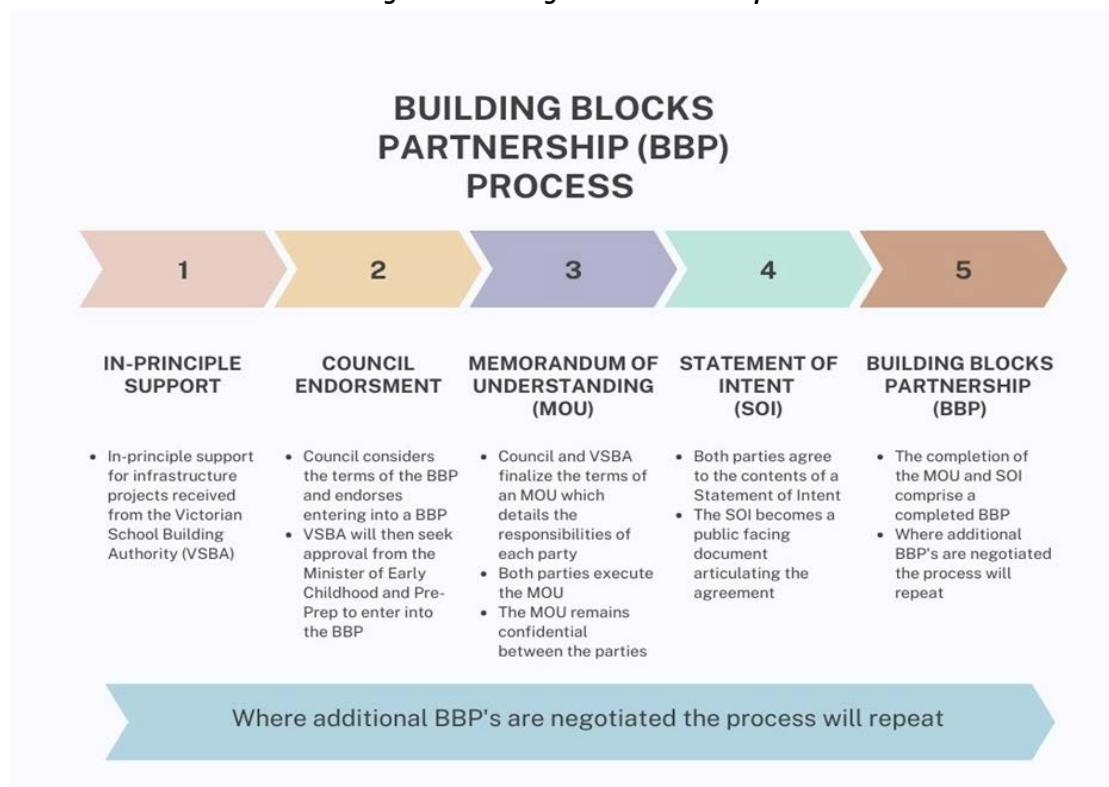 BUILDING BLOCKS
PARTNERSHIP (BBP)
PROCESS
1
2
3
4
5
IN-PRINCIPLE
SUPPORT
• In-principle support
for infrastructure
projects received
from the Victorian
School Building
Authority (VSBA)
COUNCIL
ENDORSMENT
• Council considers
the terms of the BBP
and endorses
entering into a BBP
• VSBA will then seek
approval from the
Minister of Early
Childhood and Pre-
Prep to enter into
the BBP
MEMORANDUM OF
UNDERSTANDING
(MOU)
• Council and VSBA
finalize the terms of
an MOU which
details the
responsibilities of
each party
• Both parties execute
the MOU
• The MOU remains
confidential
between the parties
STATEMENT OF
INTENT
(SOI)
• Both parties agree
to the contents of a
Statement of Intent
• The SOI becomes a
public facing
document
articulating the
agreement
BUILDING BLOCKS
PARTNERSHIP
(BBP)
• The completion of
the MOU and SOI
comprise a
completed BBP
• Where additional
BBP's are negotiated
the process will
repeat
Where additional BBP's are negotiated the process will repeat